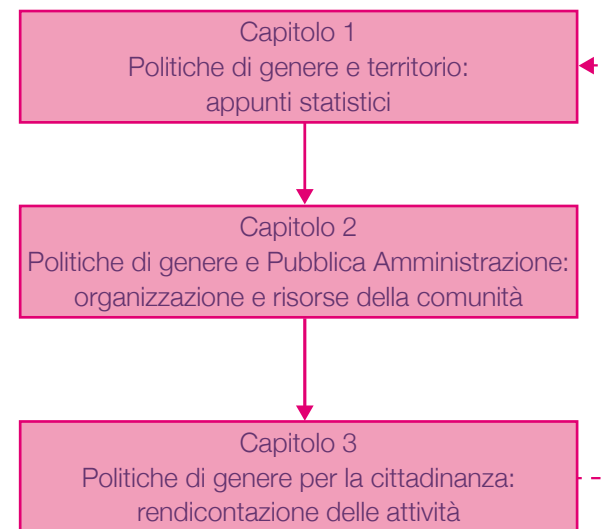 Capitolo 1
Politiche di genere e territorio:
appunti statistici
Capitolo 2
Politiche di genere e Pubblica Amministrazione:
organizzazione e risorse della comunità
Capitolo 3
Politiche di genere per la cittadinanza:
rendicontazione delle attività